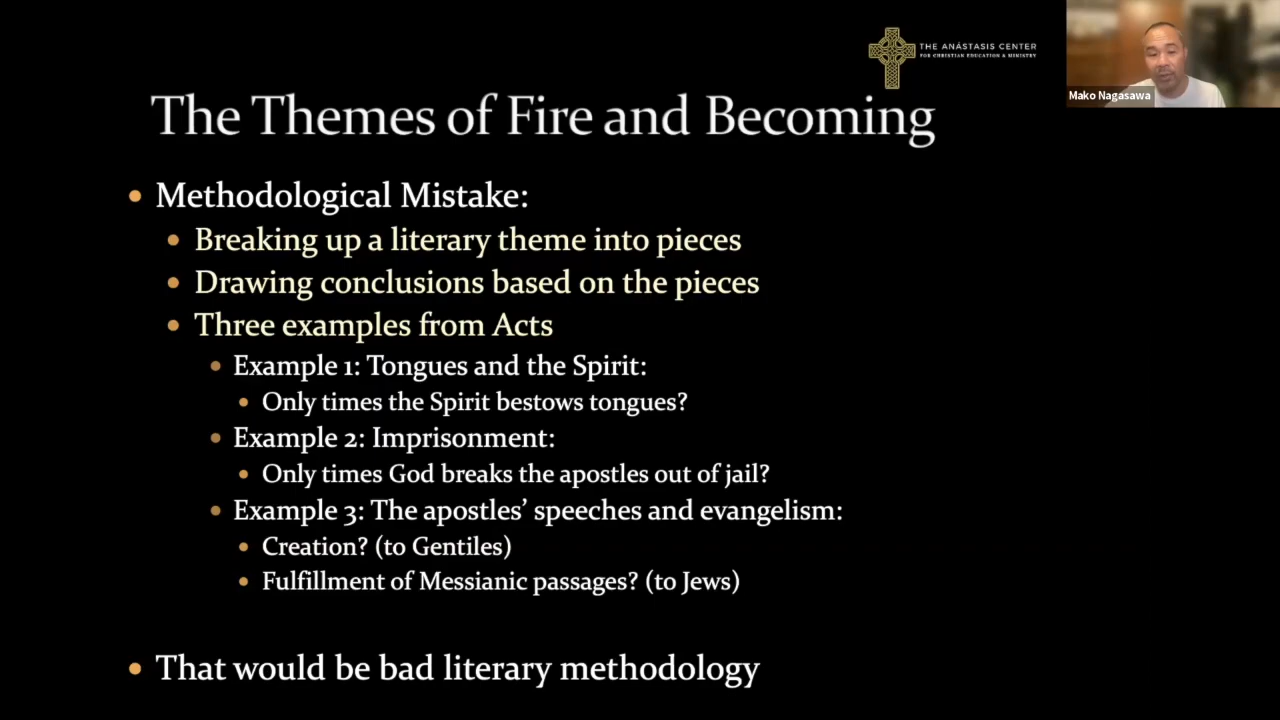 THE ANÁSTASIS CENTER
FOR CHRISTIAN EDUCATION & MINISTRY
Mako Nagasawa
The Themes of Fire and Becoming
Methodological Mistake:
Breaking up a literary theme into pieces
Drawing conclusions based on the pieces
Three examples from Acts
Example 1: Tongues and the Spirit:
Only times the Spirit bestows tongues?
Example 2: Imprisonment:
Only times God breaks the apostles out of jail?
Example 3: The apostles’ speeches and evangelism:
Creation? (to Gentiles)
Fulfillment of Messianic passages? (to Jews)
That would be bad literary methodology